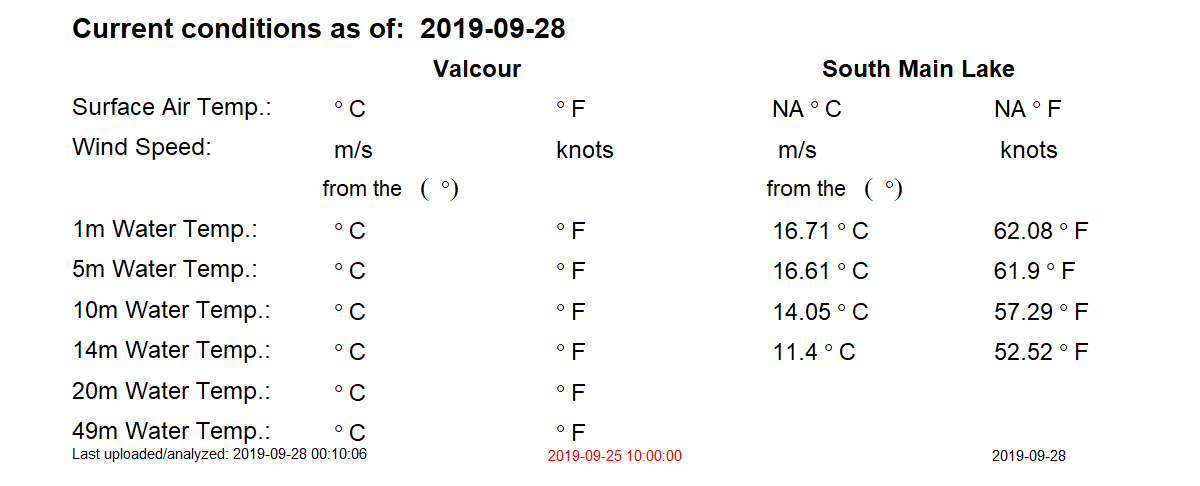 Current conditions as of: 2019-09-28
Valcour South Main Lake
Surface Air Temp.: ° C ° F NA ° C NA ° F
Wind Speed: m/s knots m/s knots
from the ( °) from the ( °)
1m Water Temp.: ° C ° F 16.71 ° C 62.08 ° F
5m Water Temp.: ° C ° F 16.61 ° C 61.9 ° F
10m Water Temp.: ° C ° F 14.05 ° C 57.29 ° F
14m Water Temp.: ° C ° F 11.4 ° C 52.52 ° F
20m Water Temp.: ° C ° F
49m Water Temp.: ° C ° F
Last uploaded/analyzed: 2019-09-28 00:10:06 2019-09-25 10:00:00 2019-09-28